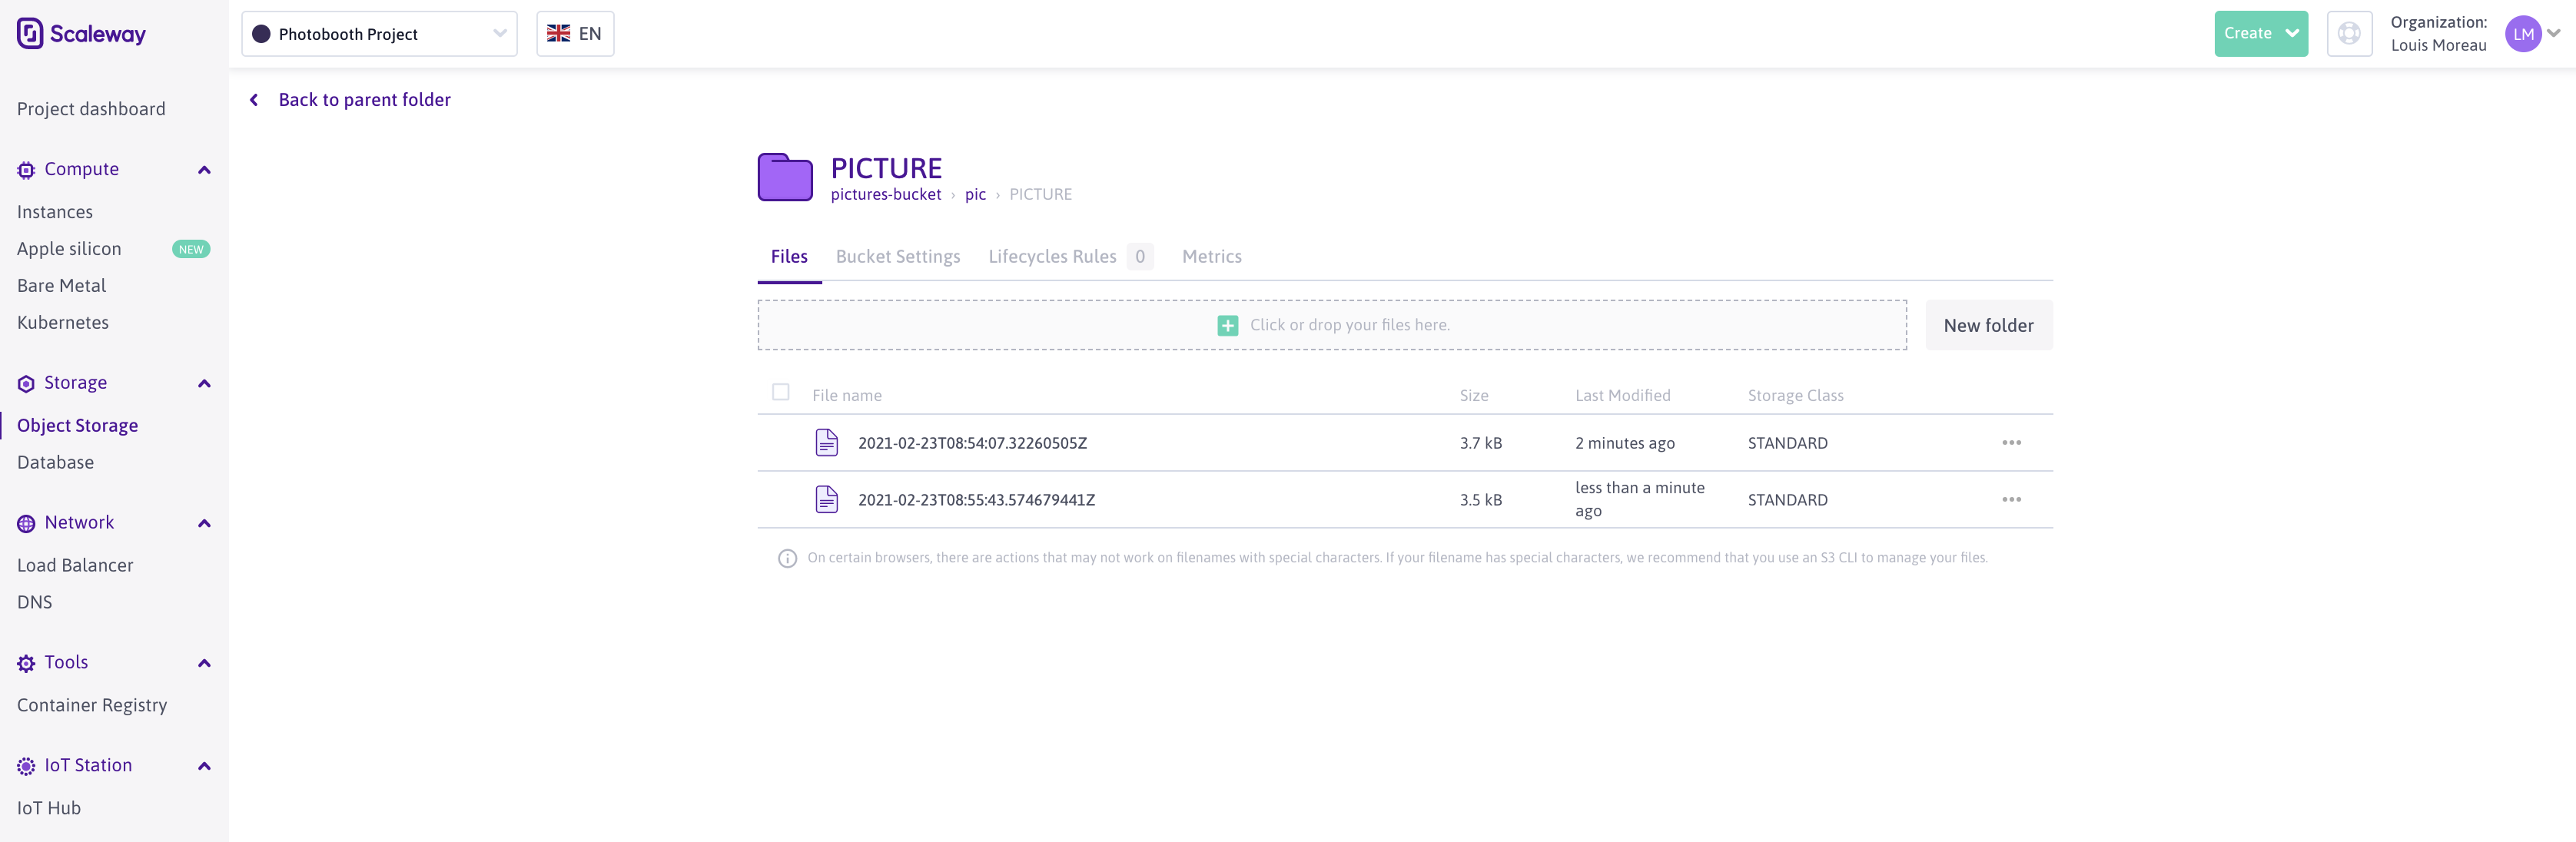 Scaleway
Photobooth Project
EN
Create
Organization:
Louis Moreau
LM
Project dashboard
Compute
Instances
Apple silicon NEW
Bare Metal
Kubernetes
Storage
Object Storage
Database
Network
Load Balancer
DNS
Tools
Container Registry
IoT Station
IoT Hub
Back to parent folder
PICTURE
pictures-bucket › pic › PICTURE
Files Bucket Settings Lifecycles Rules 0 Metrics
Click or drop your files here.
New folder
File name Size Last Modified Storage Class
2021-02-23T08:54:07.32260505Z 3.7 kB 2 minutes ago STANDARD
2021-02-23T08:55:43.574679441Z 3.5 kB less than a minute ago STANDARD
On certain browsers, there are actions that may not work on filenames with special characters. If your filename has special characters, we recommend that you use an S3 CLI to manage your files.